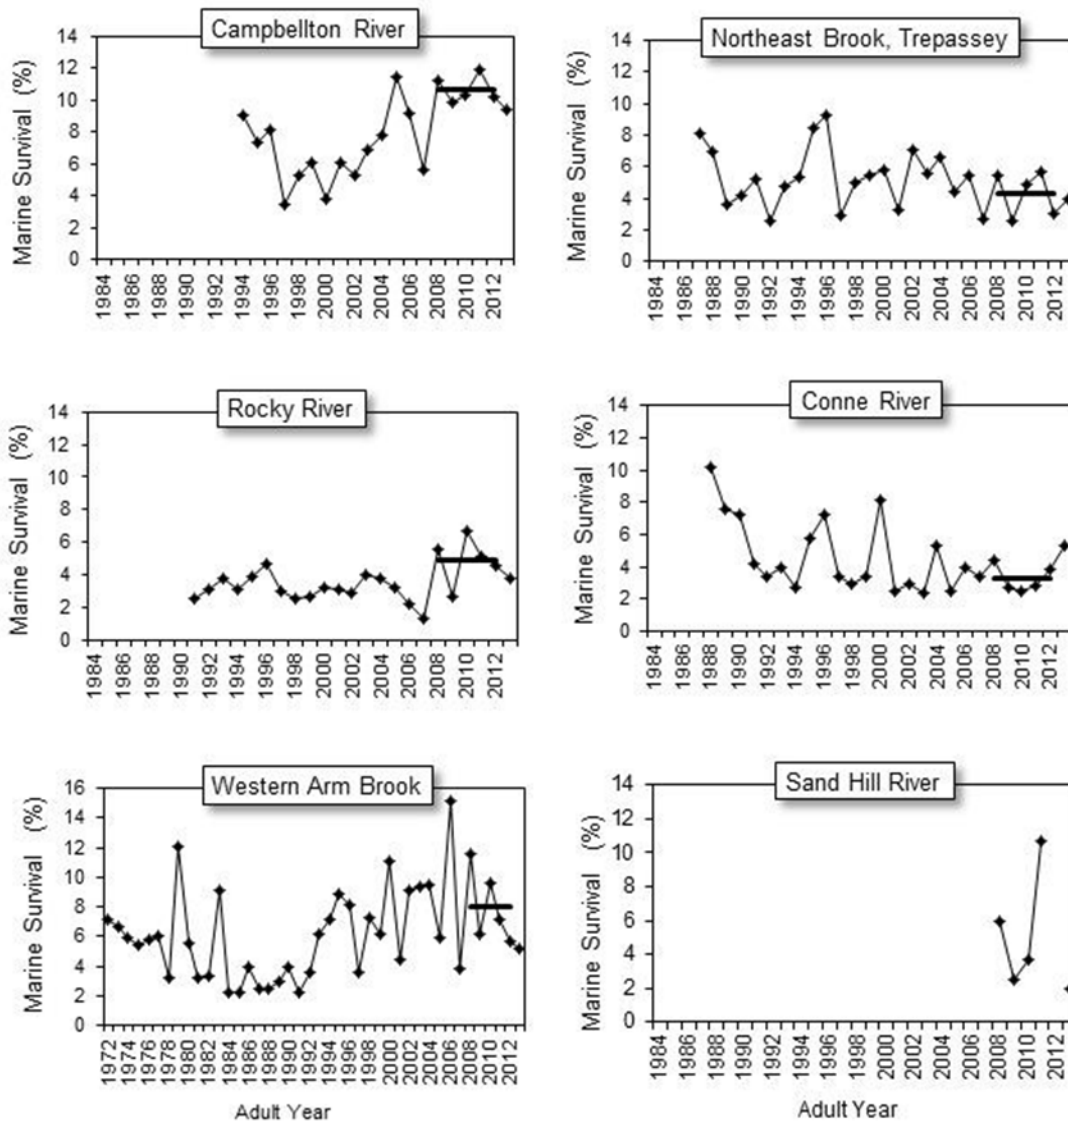 Campbellton River
Marine Survival (%)
14
12
10
8
6
4
2
0
1984 1986 1988 1990 1992 1994 1996 1998 2000 2002 2004 2006 2008 2010 2012
Northeast Brook, Trepassey
Marine Survival (%)
14
12
10
8
6
4
2
0
1984 1986 1988 1990 1992 1994 1996 1998 2000 2002 2004 2006 2008 2010 2012
Rocky River
Marine Survival (%)
14
12
10
8
6
4
2
0
1984 1986 1988 1990 1992 1994 1996 1998 2000 2002 2004 2006 2008 2010 2012
Conne River
Marine Survival (%)
14
12
10
8
6
4
2
0
1984 1986 1988 1990 1992 1994 1996 1998 2000 2002 2004 2006 2008 2010 2012
Western Arm Brook
Marine Survival (%)
16
14
12
10
8
6
4
2
0
1972 1974 1976 1978 1980 1982 1984 1986 1988 1990 1992 1994 1996 1998 2000 2002 2004 2006 2008 2010 2012
Adult Year
Sand Hill River
Marine Survival (%)
14
12
10
8
6
4
2
0
1984 1986 1988 1990 1992 1994 1996 1998 2000 2002 2004 2006 2008 2010 2012
Adult Year